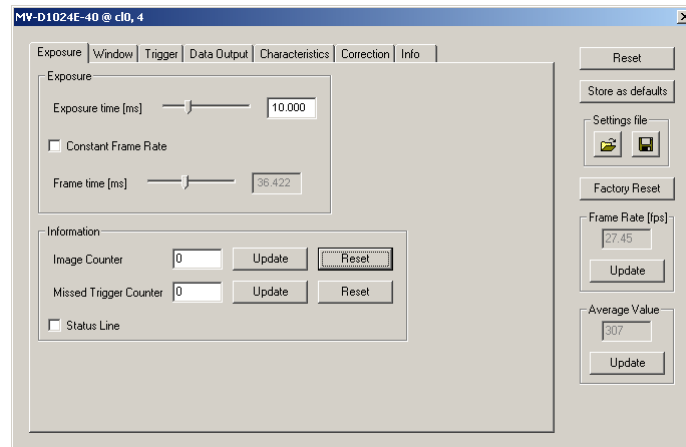 MV-D1024E-40 @ cl0, 4
Exposure Window Trigger Data Output Characteristics Correction Info
Exposure
Exposure time [ms] 10.000
Constant Frame Rate
Frame time [ms] 36.422
Information
Image Counter 0 Update Reset
Missed Trigger Counter 0 Update Reset
Status Line
Reset
Store as defaults
Settings file
Factory Reset
Frame Rate [fps]
27.45
Update
Average Value
307
Update